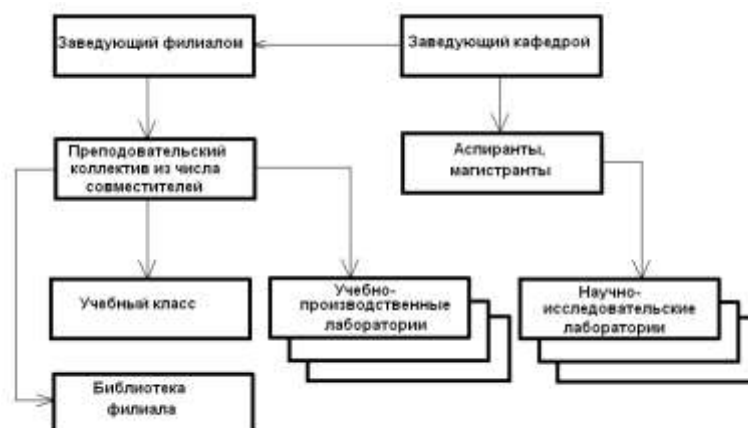 Заведующий филиалом
Заведующий кафедрой
Преподовательский
коллектив из числа
совместителей
Аспиранты,
магистранты
Учебный класс
Учебно-
производственные
лаборатории
Научно-
исследовательские
лаборатории
Библиотека
филиала